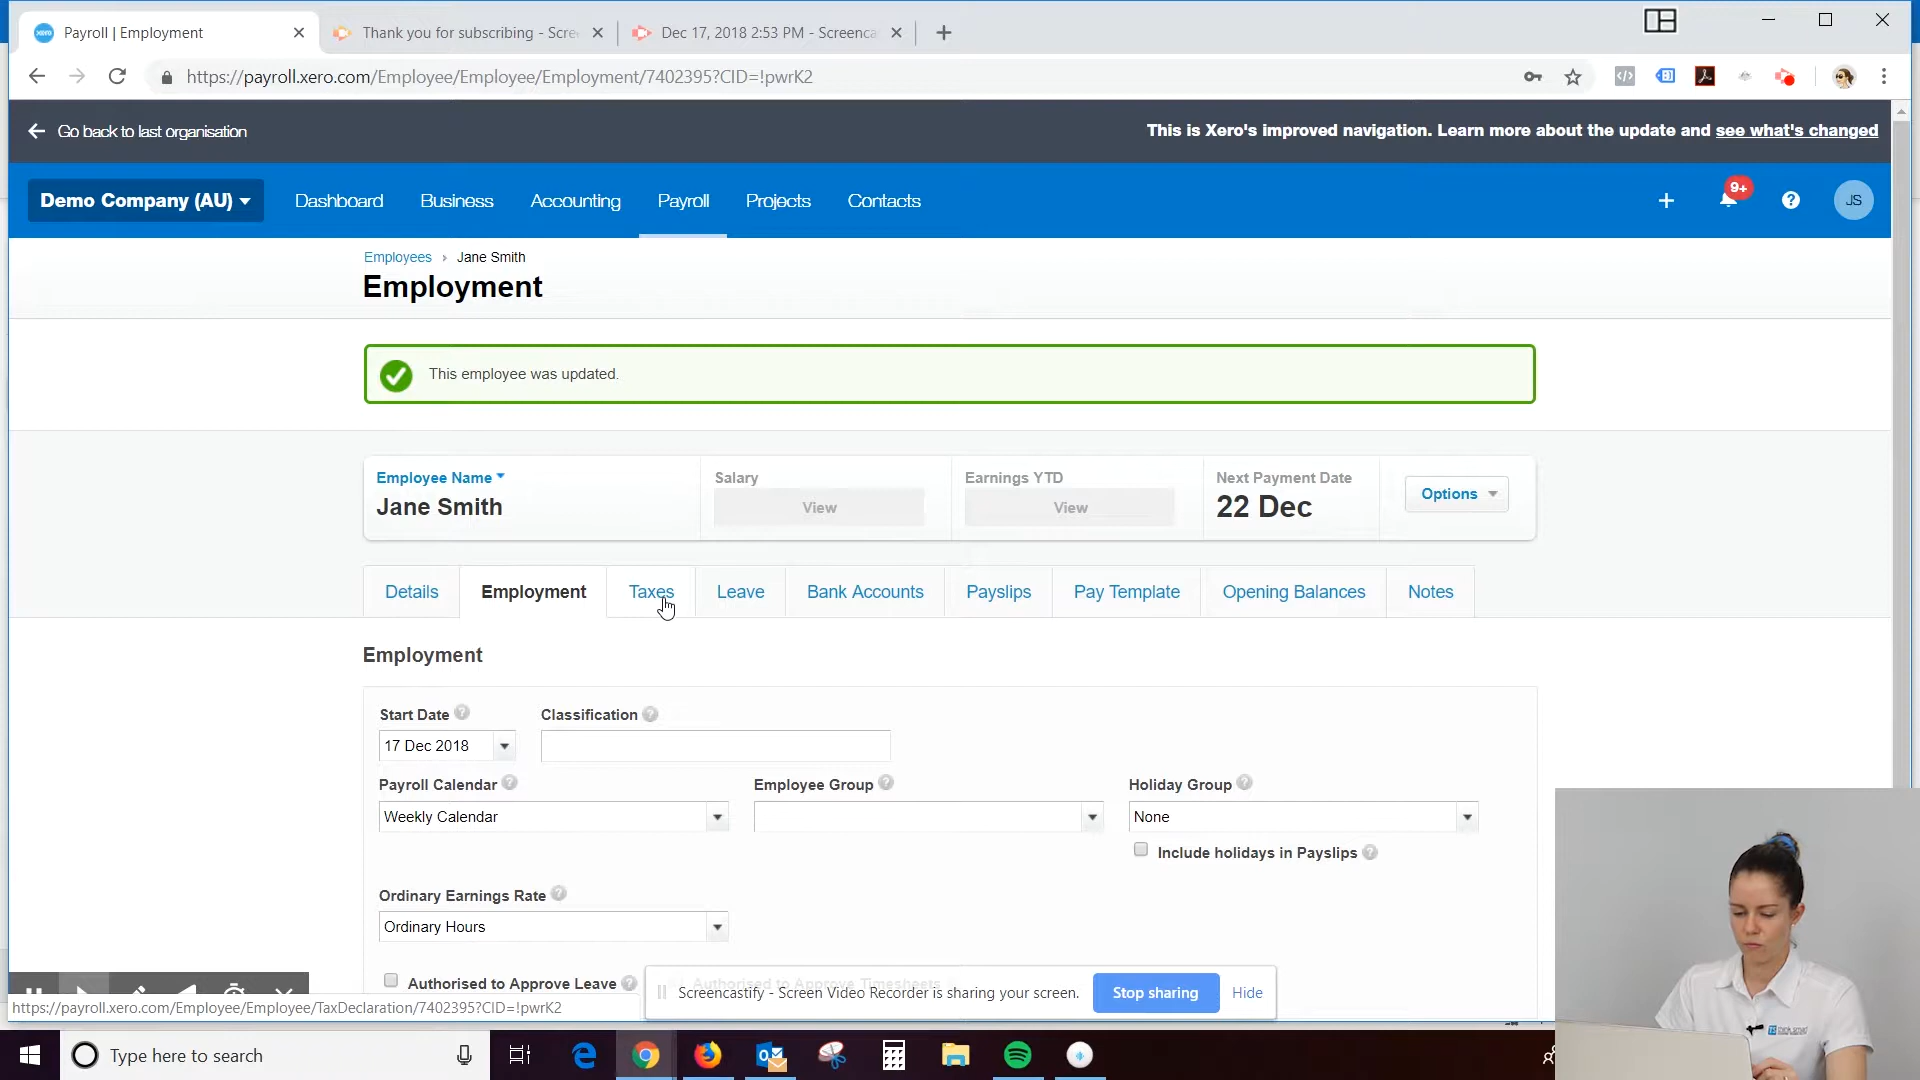 Payroll | Employment
Thank you for subscribing - Scre
Dec 17, 2018 2:53 PM - Screenca
https://payroll.xero.com/Employee/Employee/Employment/7402395?CID=!pwrK2
Go back to last organisation
This is Xero's improved navigation. Learn more about the update and see what's changed
Demo Company (AU)
Dashboard
Business
Accounting
Payroll
Projects
Contacts
9+
JS
Employees › Jane Smith
Employment
This employee was updated.
Employee Name
Jane Smith
Salary
View
Earnings YTD
View
Next Payment Date
22 Dec
Options
Details
Employment
Taxes
Leave
Bank Accounts
Payslips
Pay Template
Opening Balances
Notes
Employment
Start Date
Classification
17 Dec 2018
Payroll Calendar
Employee Group
Holiday Group
Weekly Calendar
None
Include holidays in Payslips
Ordinary Earnings Rate
Ordinary Hours
Authorised to Approve Leave
Authorised to Approve Timesheets
Screencastify - Screen Video Recorder is sharing your screen.
Stop sharing
Hide
https://payroll.xero.com/Employee/Employee/TaxDeclaration/7402395?CID=!pwrK2
Type here to search